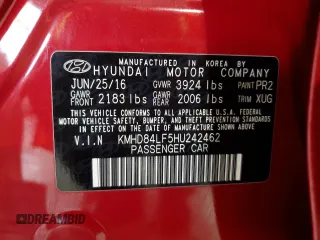 MANUFACTURED IN KOREA BY
HYUNDAI MOTOR COMPANY
JUN/25/16 GVWR 3924 lbs PAINT PR2
GAWR FRONT 2183 lbs GAWR REAR 2006 lbs TRIM XUG
THIS VEHICLE CONFORMS TO ALL APPLICABLE U.S.A. FEDERAL
MOTOR VEHICLE SAFETY, BUMPER, AND THEFT PREVENTION
STANDARDS IN EFFECT ON THE DATE OF MANUFACTURE SHOWN ABOVE.
V.I.N KMHD84LF5HU242462
PASSENGER CAR
DREAMBID